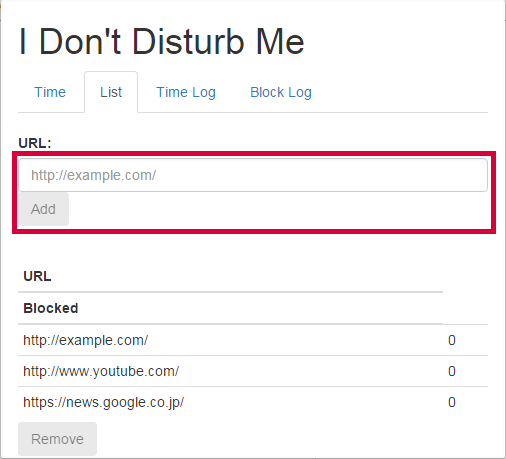 I Don't Disturb Me
Time List Time Log Block Log
URL:
http://example.com/
Add
URL
Blocked
http://example.com/ 0
http://www.youtube.com/ 0
https://news.google.co.jp/ 0
Remove